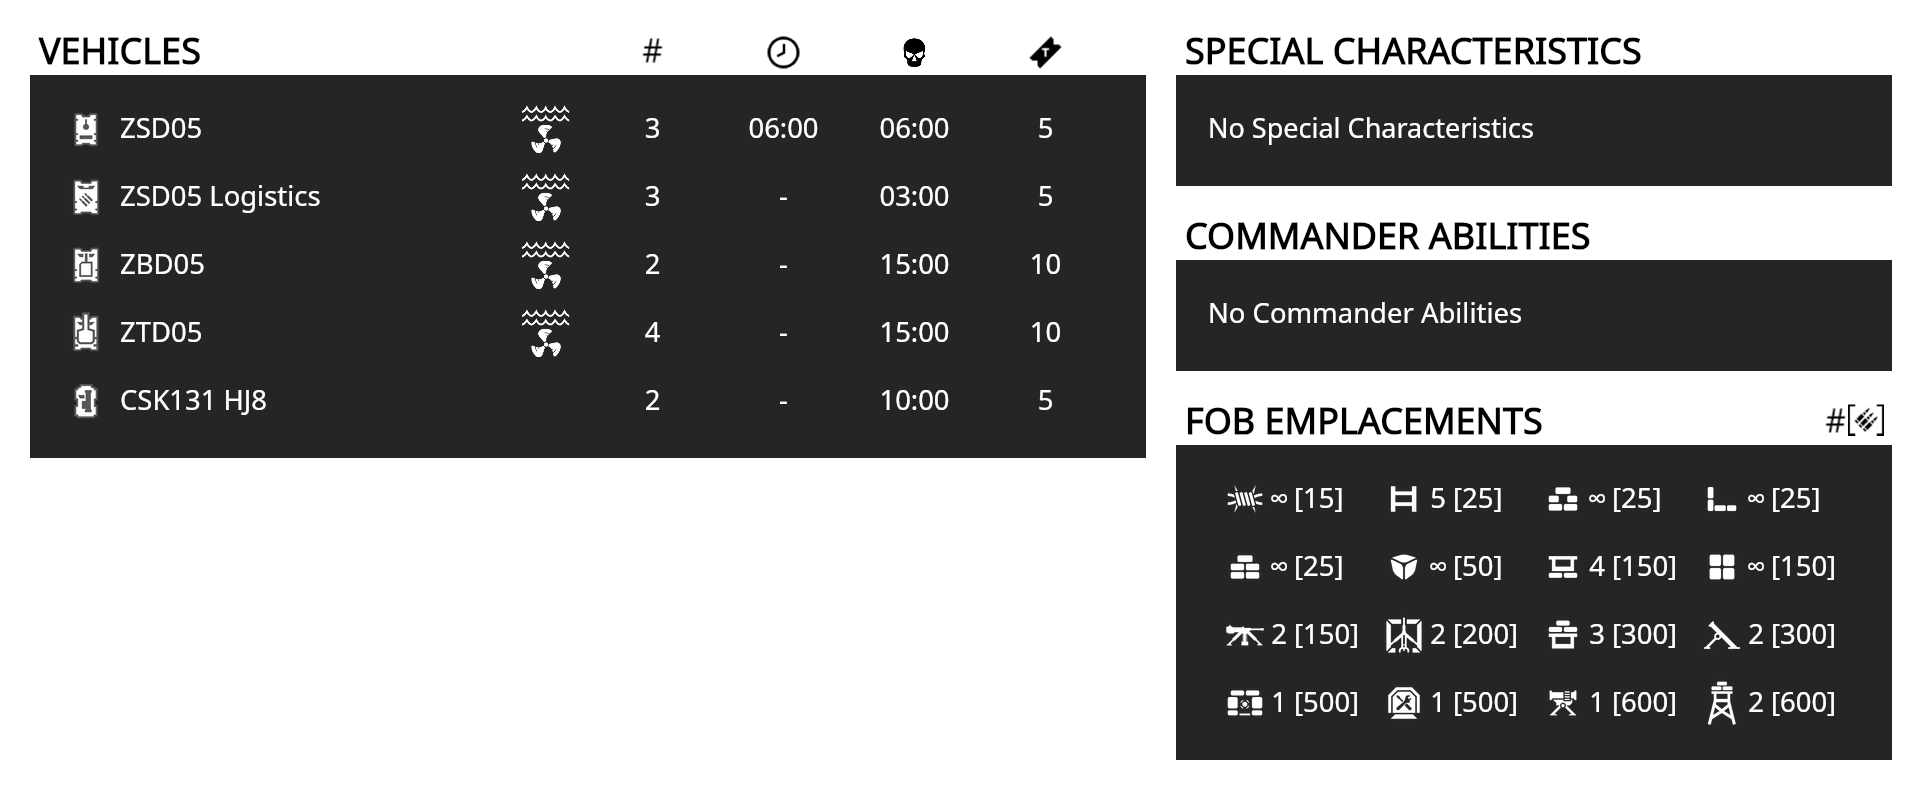 VEHICLES #
ZSD05 3 06:00 06:00 5
ZSD05 Logistics 3 - 03:00 5
ZBD05 2 - 15:00 10
ZTD05 4 - 15:00 10
CSK131 HJ8 2 - 10:00 5
SPECIAL CHARACTERISTICS
No Special Characteristics
COMMANDER ABILITIES
No Commander Abilities
FOB EMPLACEMENTS #[]
∞ [15] 5 [25] ∞ [25] ∞ [25]
∞ [25] ∞ [50] 4 [150] ∞ [150]
2 [150] 2 [200] 3 [300] 2 [300]
1 [500] 1 [500] 1 [600] 2 [600]